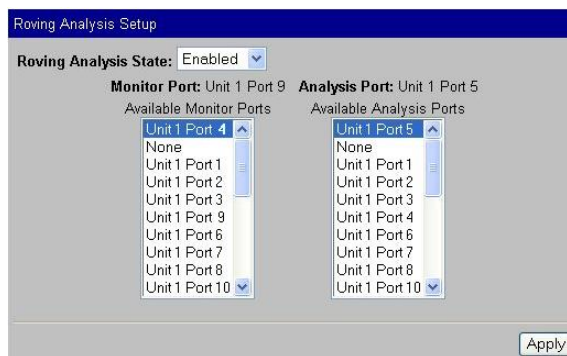 Roving Analysis Setup
Roving Analysis State: Enabled
Monitor Port: Unit 1 Port 9 Analysis Port: Unit 1 Port 5
Available Monitor Ports Available Analysis Ports
Unit 1 Port 4 Unit 1 Port 5
None None
Unit 1 Port 1 Unit 1 Port 1
Unit 1 Port 2 Unit 1 Port 2
Unit 1 Port 3 Unit 1 Port 3
Unit 1 Port 9 Unit 1 Port 4
Unit 1 Port 6 Unit 1 Port 6
Unit 1 Port 7 Unit 1 Port 7
Unit 1 Port 8 Unit 1 Port 8
Unit 1 Port 10 Unit 1 Port 10
Apply